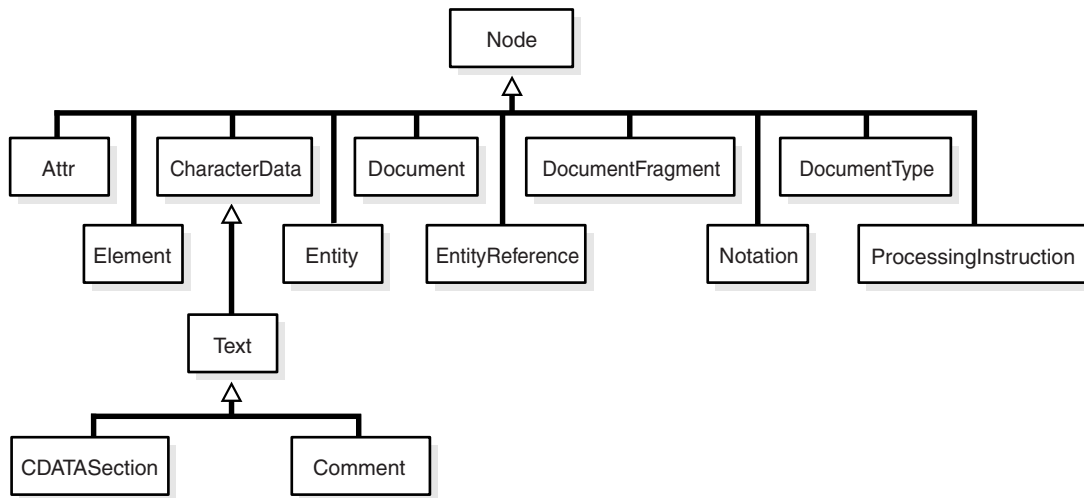 Node
Attr
CharacterData
Document
DocumentFragment
DocumentType
Element
Entity
EntityReference
Notation
ProcessingInstruction
Text
CDATASection
Comment